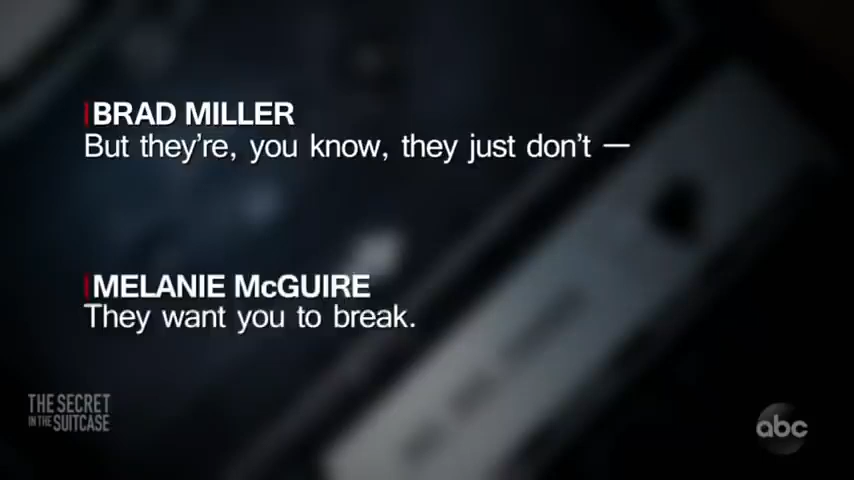 BRAD MILLER
But they're, you know, they just don't —
MELANIE McGUIRE
They want you to break.
THE SECRET
IN THE SUITCASE
abc